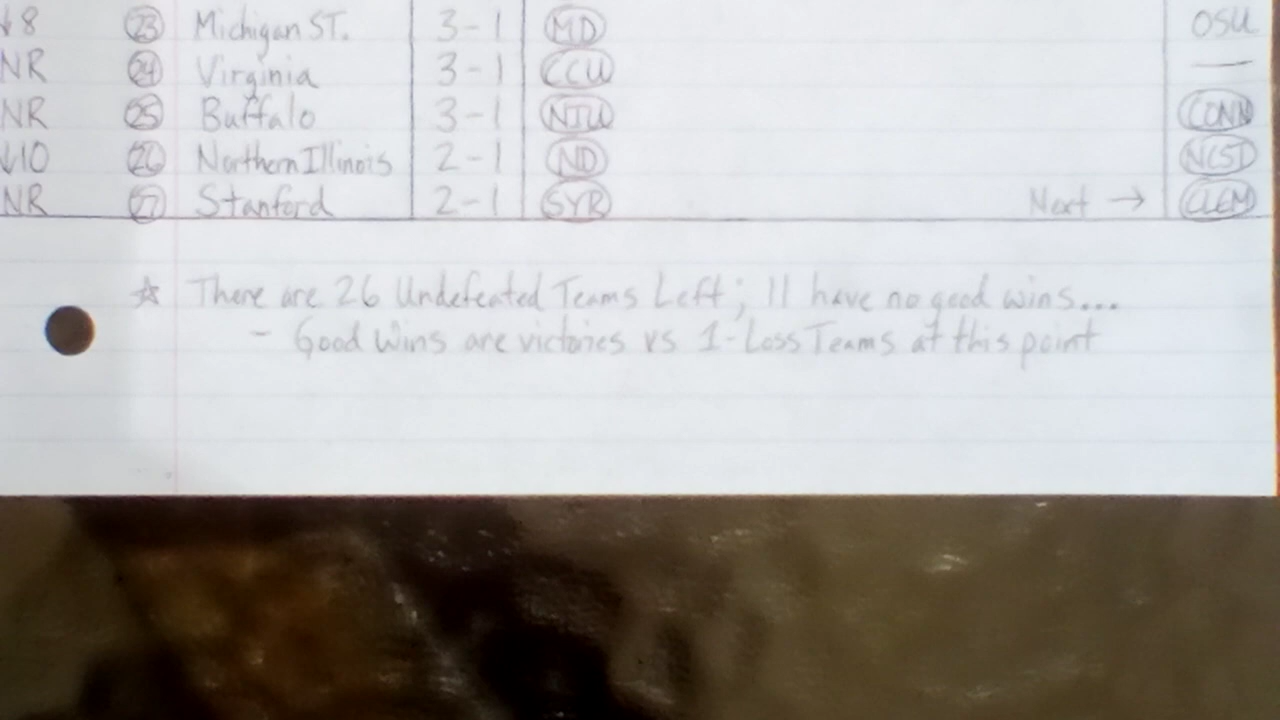 ↓8 23 Michigan ST. 3-1 MD OSU
NR 24 Virginia 3-1 CCU —
NR 25 Buffalo 3-1 NIU CONN
↓10 26 Northern Illinois 2-1 ND NCST
NR 27 Stanford 2-1 SYR Next → CLEM
☆ There are 26 Undefeated Teams Left; 11 have no good wins...
- Good Wins are victories vs 1-Loss Teams at this point